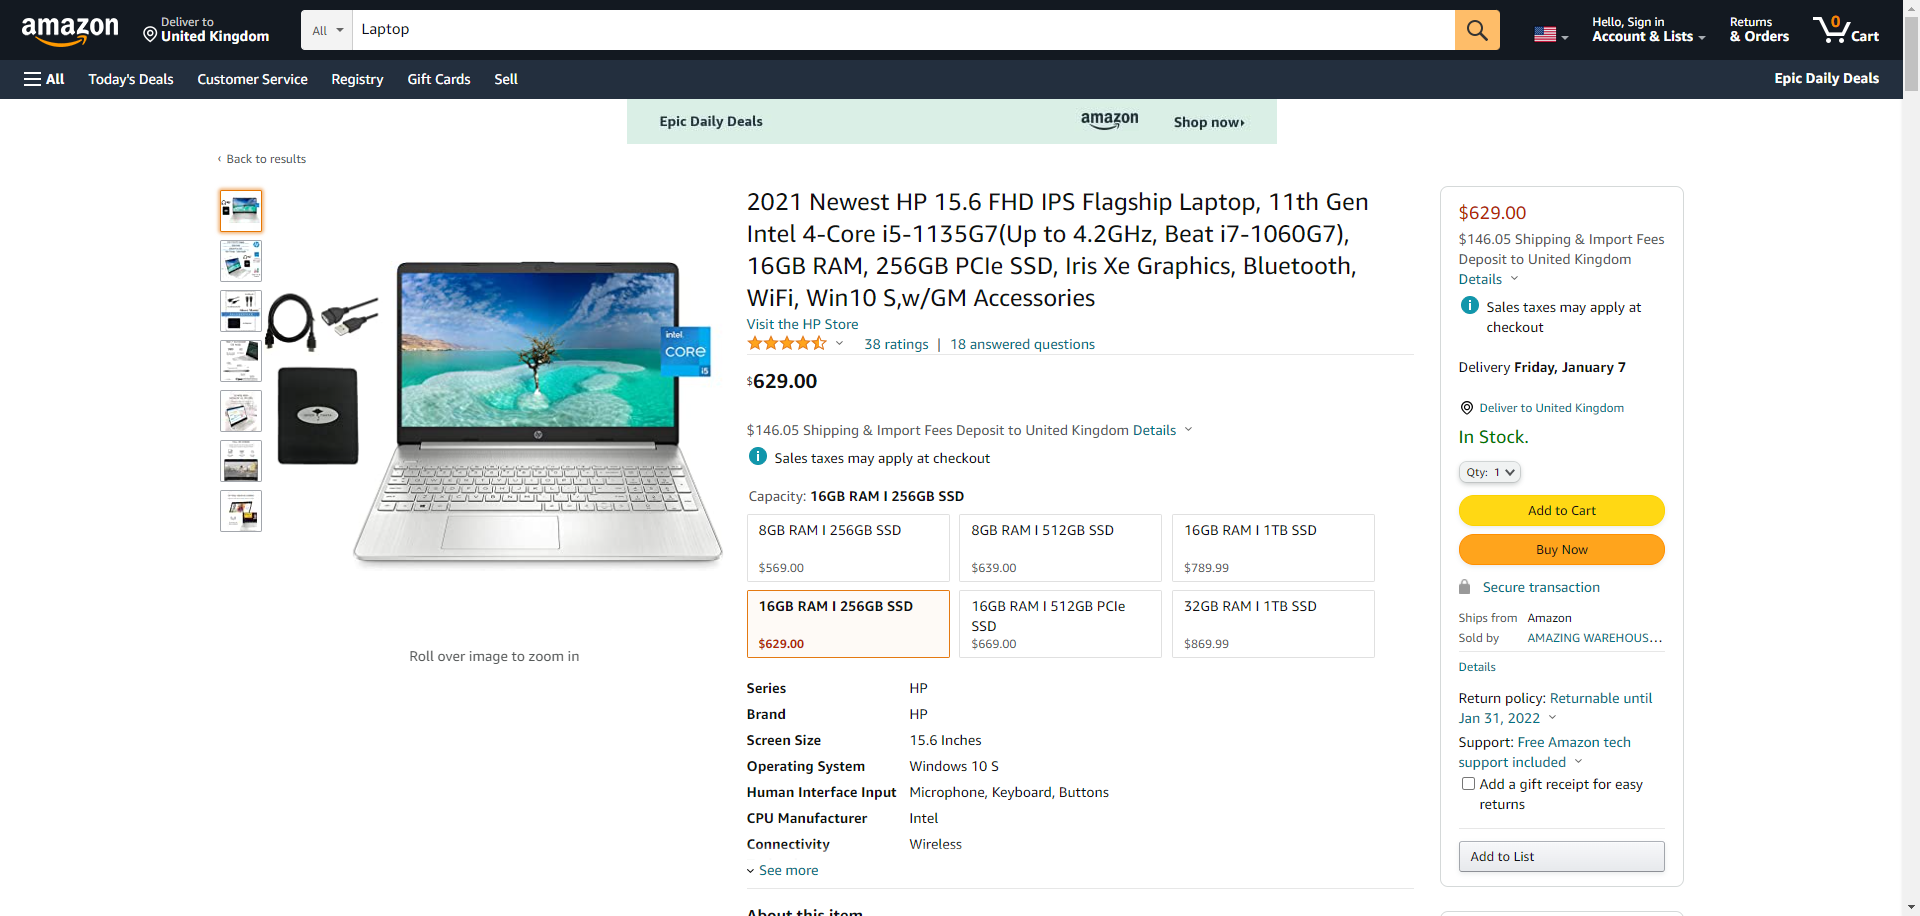 amazon
Deliver to
United Kingdom
All
Laptop
Hello, Sign in
Account & Lists
Returns
& Orders
0
Cart
All
Today's Deals
Customer Service
Registry
Gift Cards
Sell
Epic Daily Deals
Epic Daily Deals
amazon
Shop now
‹ Back to results
2021 Newest HP 15.6 FHD IPS Flagship Laptop, 11th Gen
Intel 4-Core i5-1135G7(Up to 4.2GHz, Beat i7-1060G7),
16GB RAM, 256GB PCIe SSD, Iris Xe Graphics, Bluetooth,
WiFi, Win10 S,w/GM Accessories
Visit the HP Store
38 ratings | 18 answered questions
$629.00
$146.05 Shipping & Import Fees Deposit to United Kingdom Details
Sales taxes may apply at checkout
Capacity: 16GB RAM I 256GB SSD
8GB RAM I 256GB SSD
$569.00
8GB RAM I 512GB SSD
$639.00
16GB RAM I 1TB SSD
$789.99
16GB RAM I 256GB SSD
$629.00
16GB RAM I 512GB PCIe
SSD
$669.00
32GB RAM I 1TB SSD
$869.99
Series HP
Brand HP
Screen Size 15.6 Inches
Operating System Windows 10 S
Human Interface Input Microphone, Keyboard, Buttons
CPU Manufacturer Intel
Connectivity Wireless
See more
About this item
intel
CORE
i5
hp
Roll over image to zoom in
$629.00
$146.05 Shipping & Import Fees
Deposit to United Kingdom
Details
Sales taxes may apply at
checkout
Delivery Friday, January 7
Deliver to United Kingdom
In Stock.
Qty: 1
Add to Cart
Buy Now
Secure transaction
Ships from Amazon
Sold by AMAZING WAREHOUS...
Details
Return policy: Returnable until
Jan 31, 2022
Support: Free Amazon tech
support included
Add a gift receipt for easy
returns
Add to List